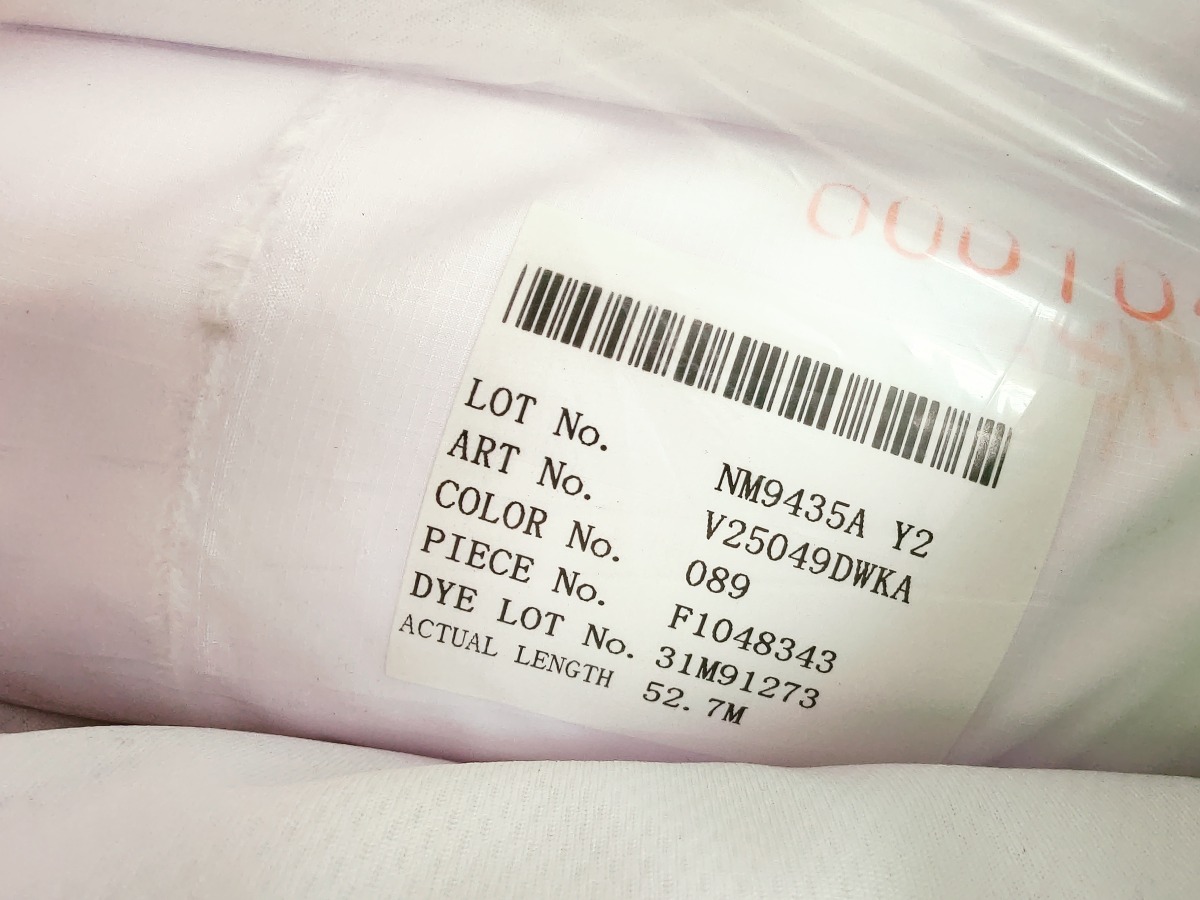 00010
LOT No. NM9435A Y2
ART No. V25049DWKA
COLOR No. 089
PIECE No. F1048343
DYE LOT No. 31M91273
ACTUAL LENGTH 52.7M